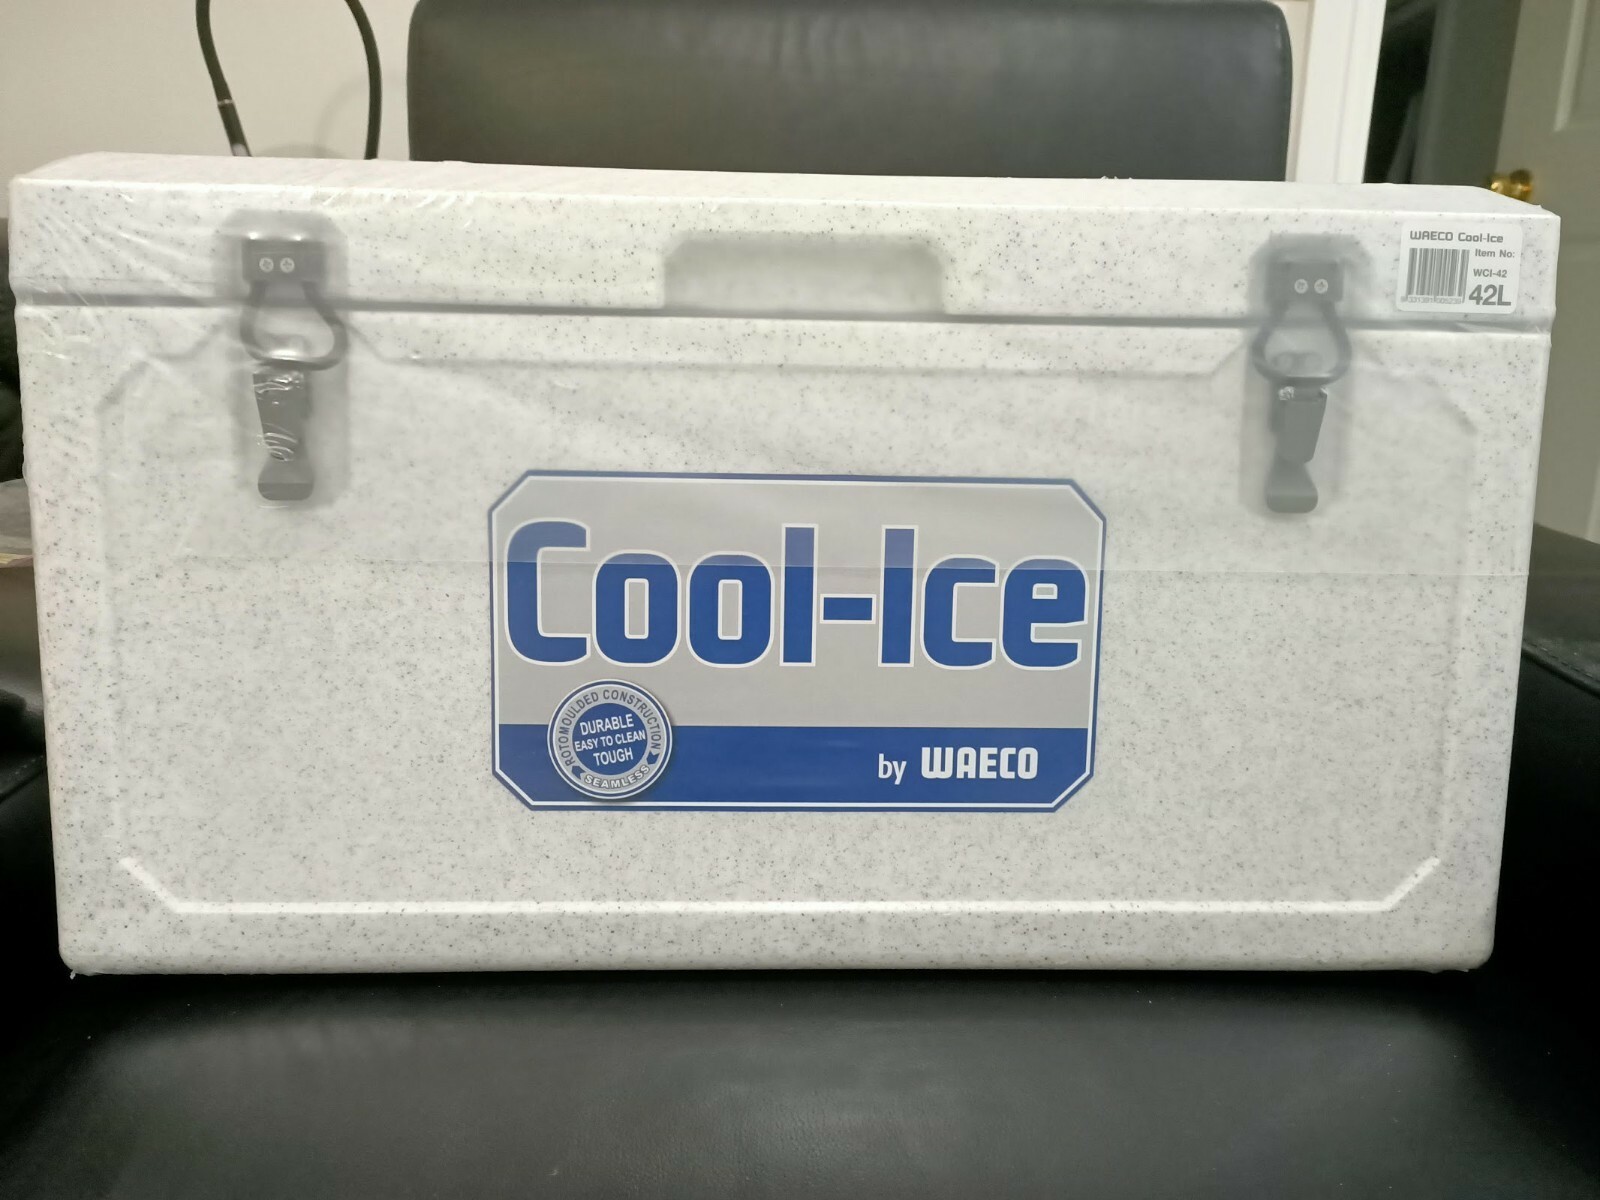 WAECO Cool-Ice
Item No:
WCI-42
42L
Cool-Ice
ROTOMOULDED CONSTRUCTION
DURABLE
EASY TO CLEAN
TOUGH
SEAMLESS
by WAECO